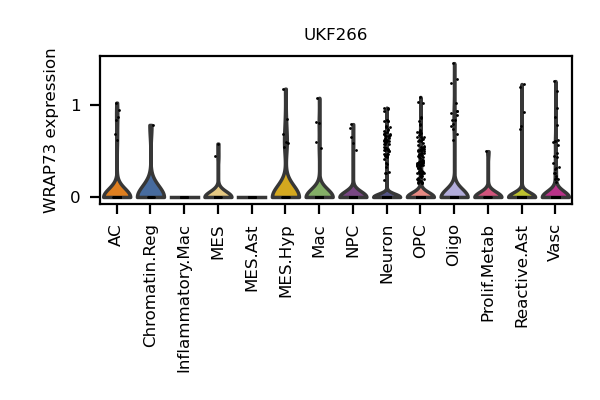 UKF266
WRAP73 expression
1
0
AC
Chromatin.Reg
Inflammatory.Mac
MES
MES.Ast
MES.Hyp
Mac
NPC
Neuron
OPC
Oligo
Prolif.Metab
Reactive.Ast
Vasc